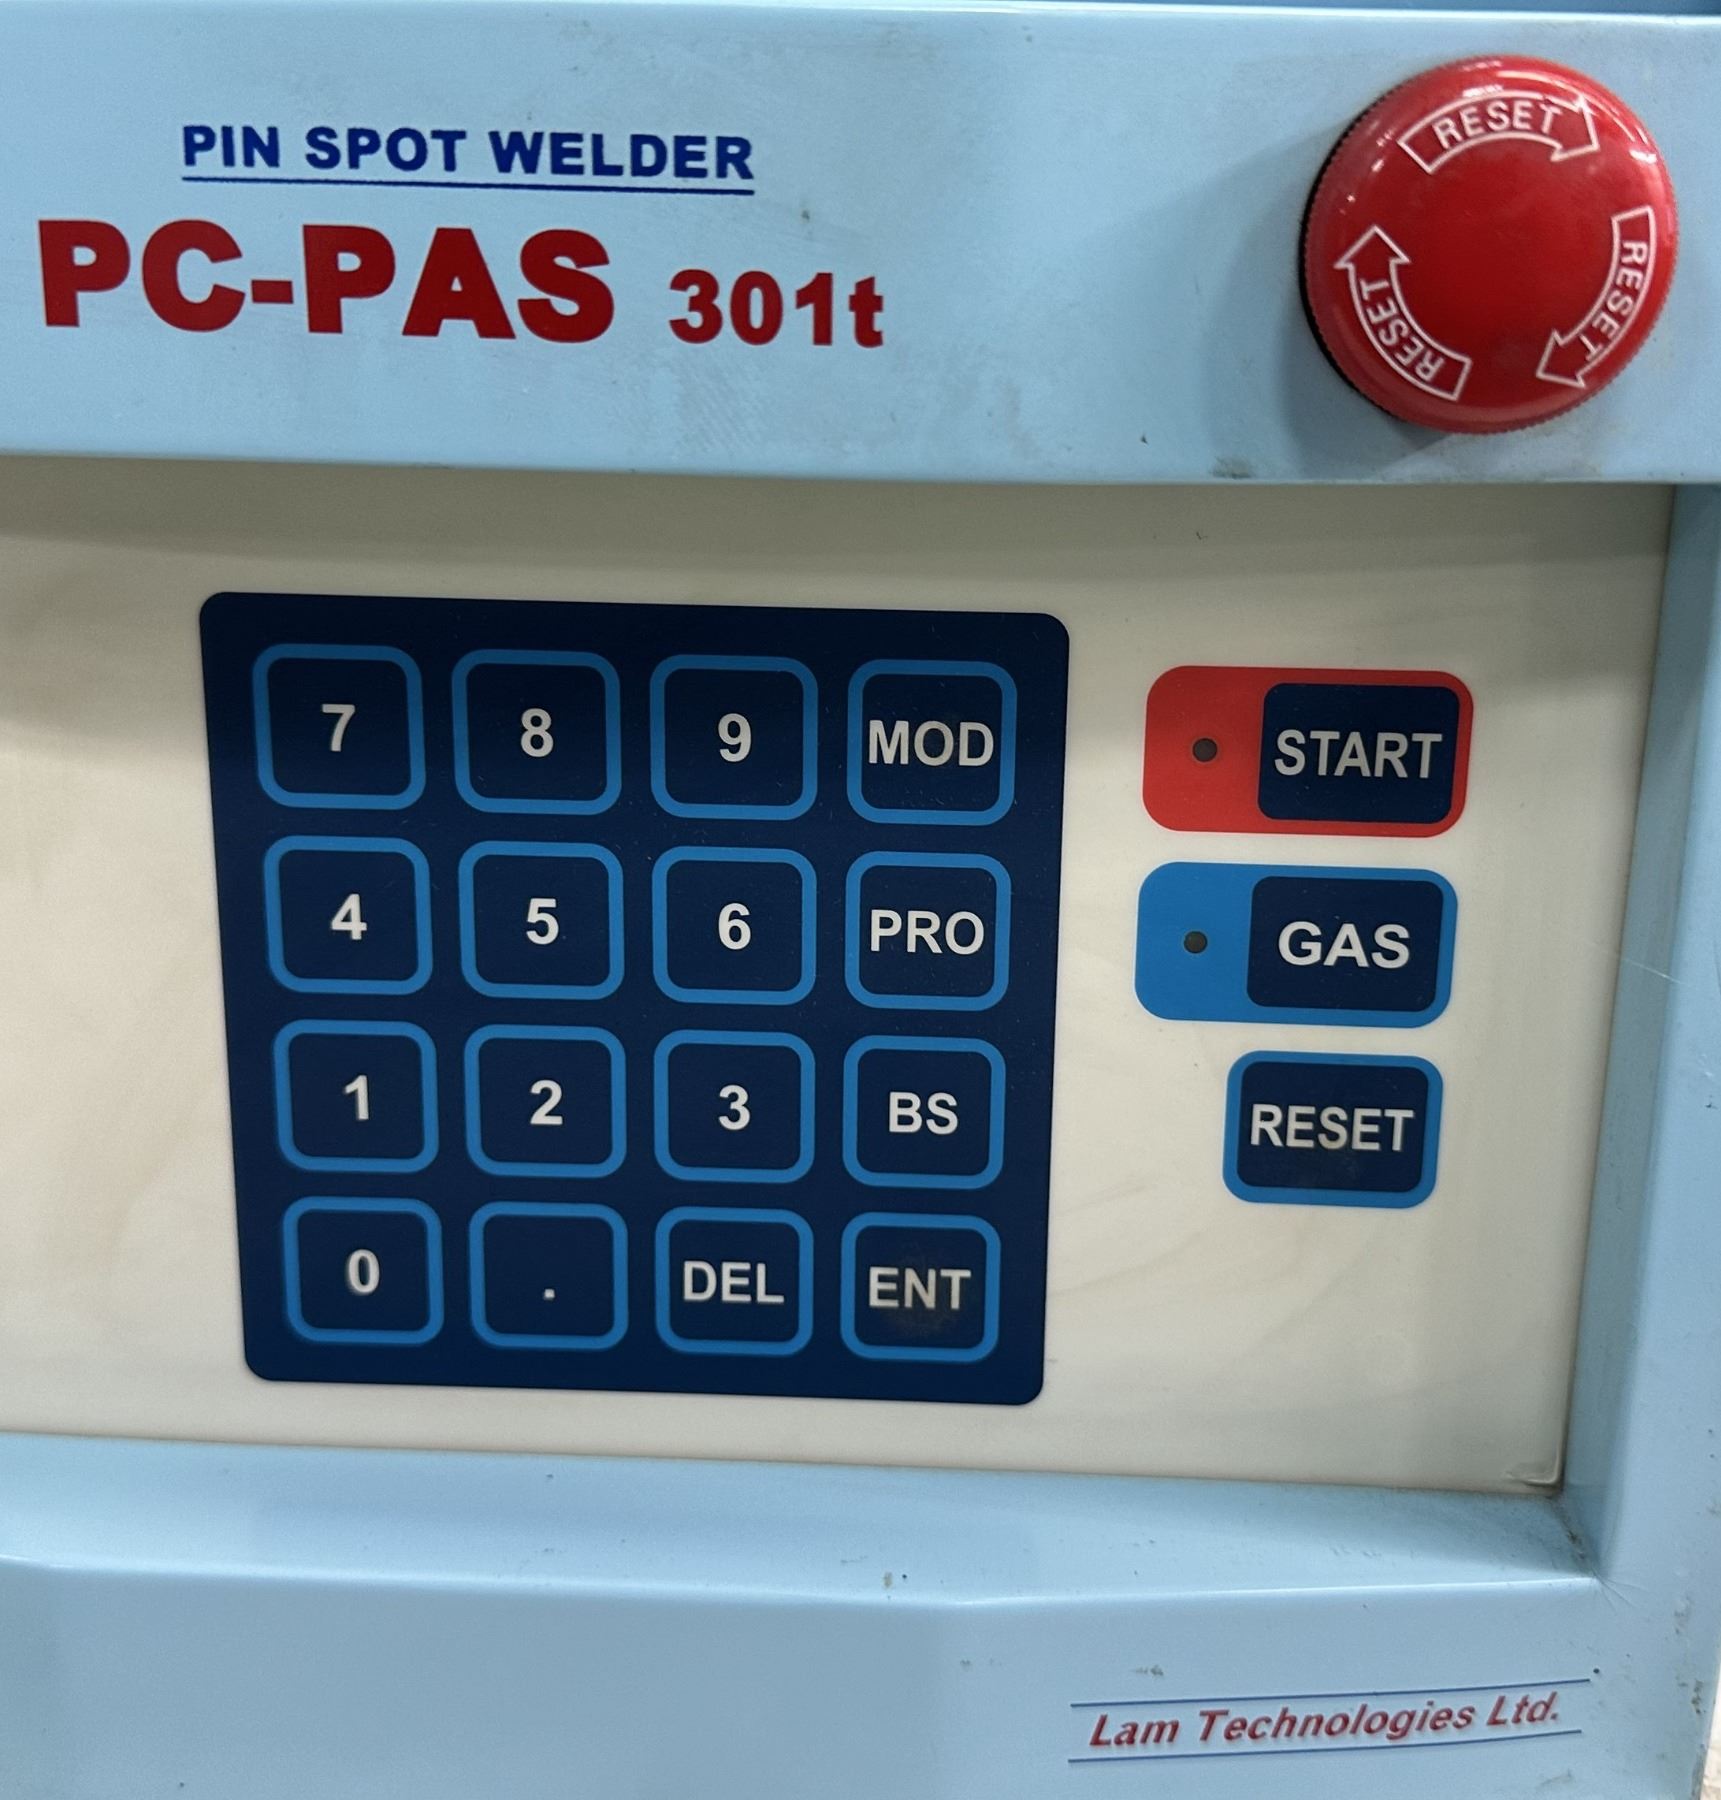 PIN SPOT WELDER
PC-PAS 301t
RESET
RESET
RESET
7 8 9 MOD
4 5 6 PRO
1 2 3 BS
0 . DEL ENT
START
GAS
RESET
Lam Technologies Ltd.